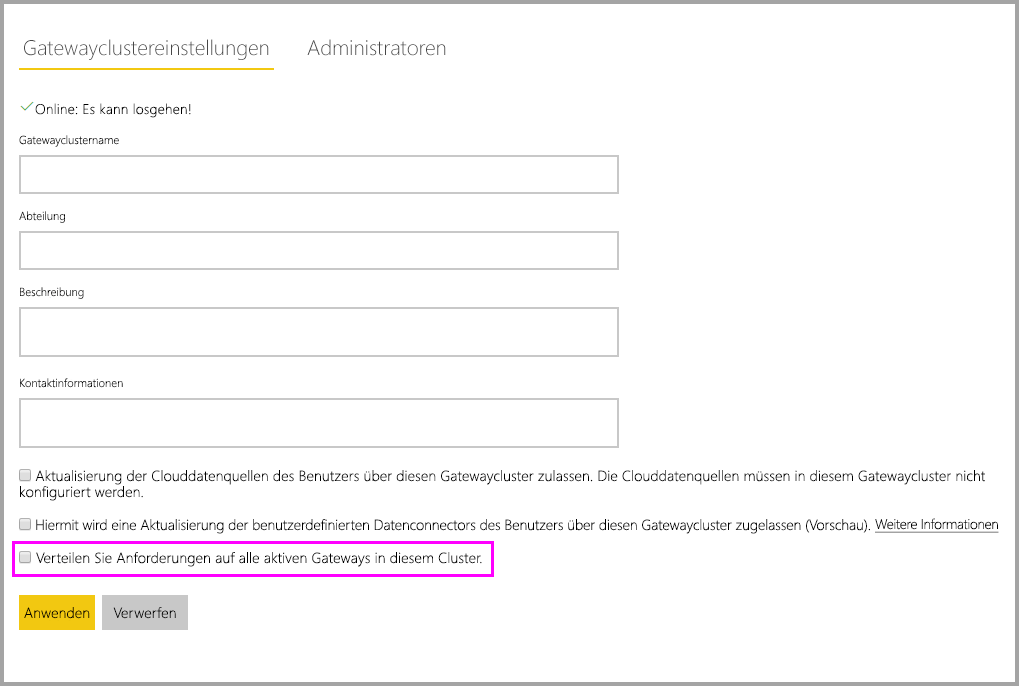 Gatewayclustereinstellungen Administratoren
Online: Es kann losgehen!
Gatewayclustername
Abteilung
Beschreibung
Kontaktinformationen
Aktualisierung der Clouddatenquellen des Benutzers über diesen Gatewaycluster zulassen. Die Clouddatenquellen müssen in diesem Gatewaycluster nicht
konfiguriert werden.
Hiermit wird eine Aktualisierung der benutzerdefinierten Datenconnectors des Benutzers über diesen Gatewaycluster zugelassen (Vorschau). Weitere Informationen
Verteilen Sie Anforderungen auf alle aktiven Gateways in diesem Cluster.
Anwenden Verwerfen